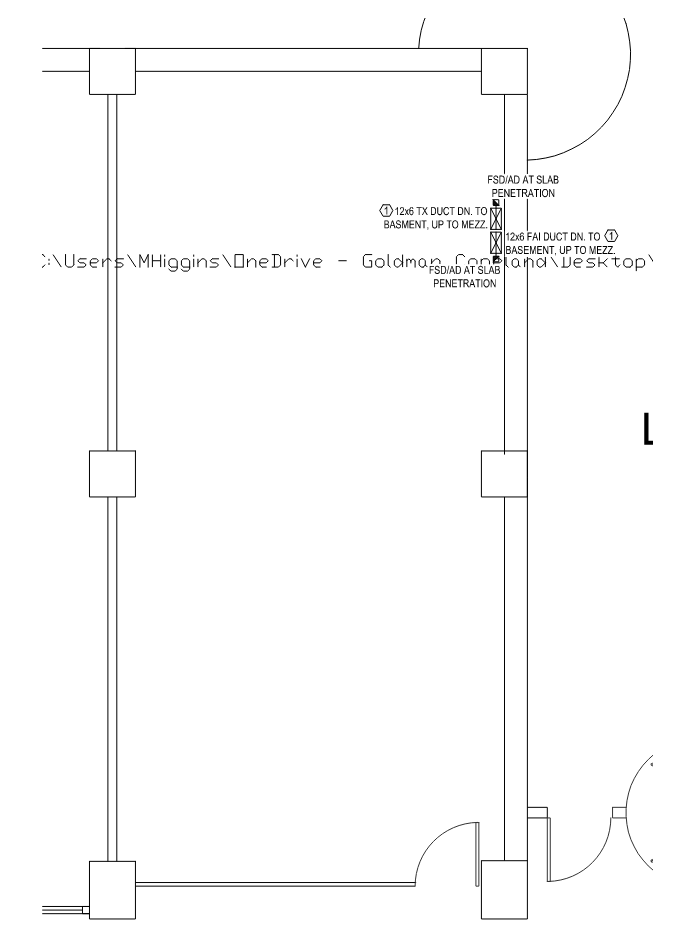 FSD/AD AT SLAB
PENETRATION
1 12x6 TX DUCT DN. TO
BASMENT, UP TO MEZZ.
12x6 FAI DUCT DN. TO 1
BASEMENT, UP TO MEZZ.
:\Users\MHiggins\OneDrive - Goldman Copeland\Desktop\
FSD/AD AT SLAB
PENETRATION
L